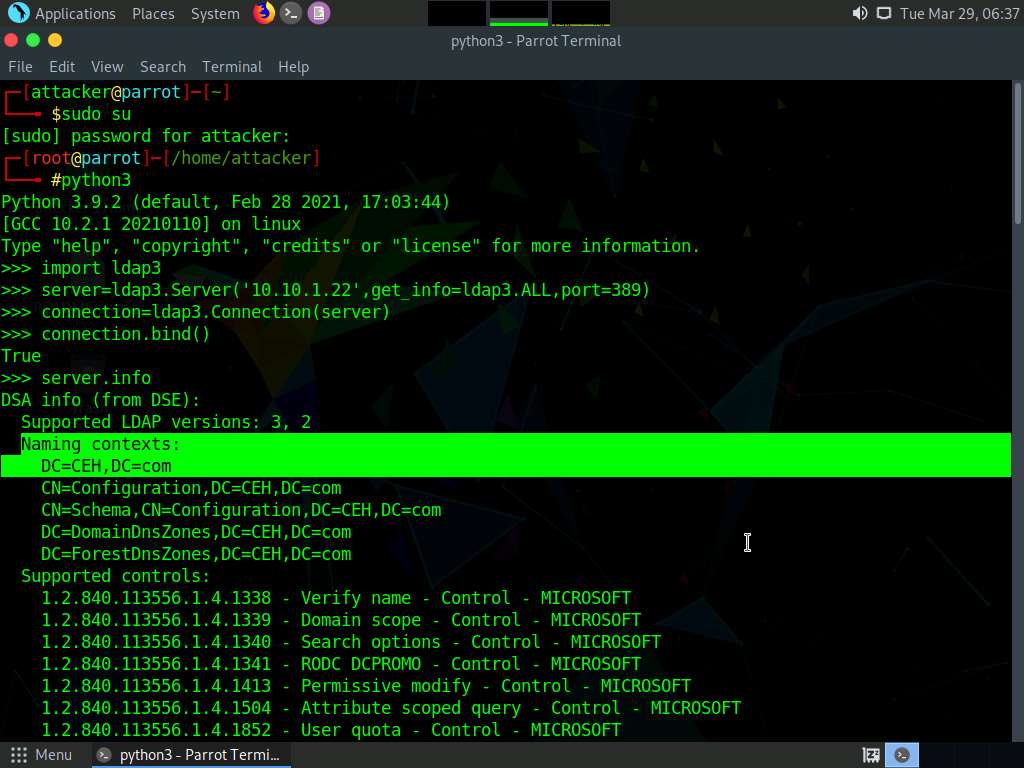 Applications Places System Tue Mar 29, 06:37
python3 - Parrot Terminal
File Edit View Search Terminal Help
┌─[attacker@parrot]─[~]
└──╼ $sudo su
[sudo] password for attacker:
┌─[root@parrot]─[/home/attacker]
└──╼ #python3
Python 3.9.2 (default, Feb 28 2021, 17:03:44)
[GCC 10.2.1 20210110] on linux
Type "help", "copyright", "credits" or "license" for more information.
>>> import ldap3
>>> server=ldap3.Server('10.10.1.22',get_info=ldap3.ALL,port=389)
>>> connection=ldap3.Connection(server)
>>> connection.bind()
True
>>> server.info
DSA info (from DSE):
  Supported LDAP versions: 3, 2
  Naming contexts:
    DC=CEH,DC=com
    CN=Configuration,DC=CEH,DC=com
    CN=Schema,CN=Configuration,DC=CEH,DC=com
    DC=DomainDnsZones,DC=CEH,DC=com
    DC=ForestDnsZones,DC=CEH,DC=com
  Supported controls:
    1.2.840.113556.1.4.1338 - Verify name - Control - MICROSOFT
    1.2.840.113556.1.4.1339 - Domain scope - Control - MICROSOFT
    1.2.840.113556.1.4.1340 - Search options - Control - MICROSOFT
    1.2.840.113556.1.4.1341 - RODC DCPROMO - Control - MICROSOFT
    1.2.840.113556.1.4.1413 - Permissive modify - Control - MICROSOFT
    1.2.840.113556.1.4.1504 - Attribute scoped query - Control - MICROSOFT
    1.2.840.113556.1.4.1852 - User quota - Control - MICROSOFT
Menu python3 - Parrot Termi...